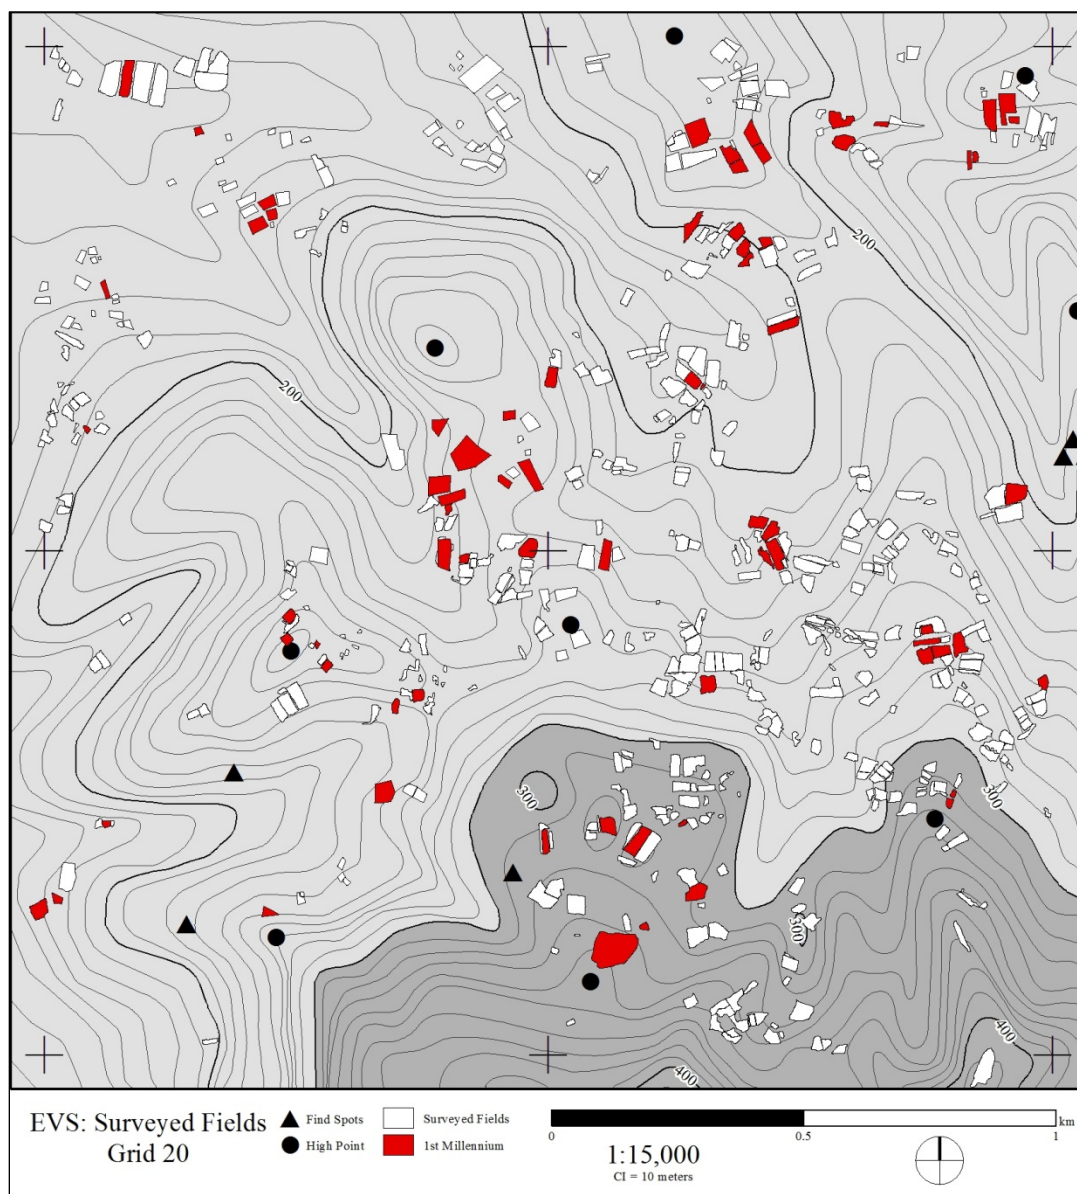 200
200
300
300
300
400
400
EVS: Surveyed Fields
Grid 20
Find Spots
High Point
Surveyed Fields
1st Millennium
km
0
0.5
1
1:15,000
CI = 10 meters